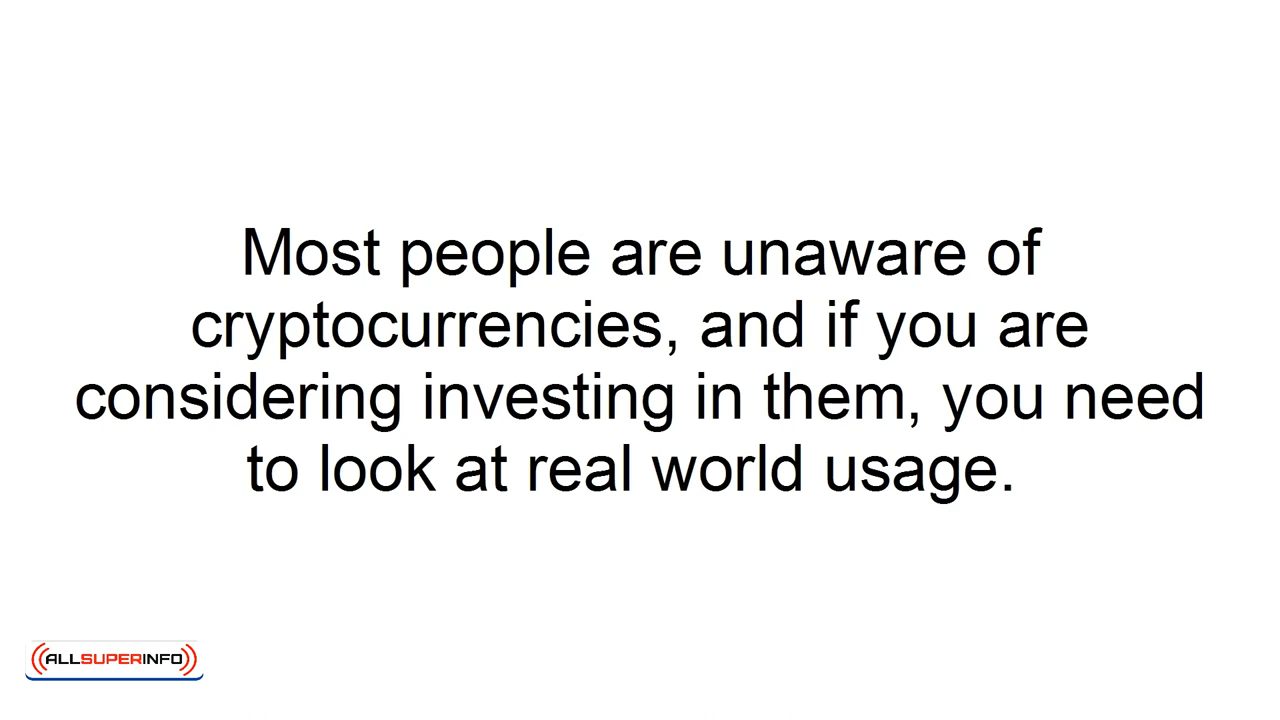 Most people are unaware of
cryptocurrencies, and if you are
considering investing in them, you need
to look at real world usage.
ALLSUPERINFO